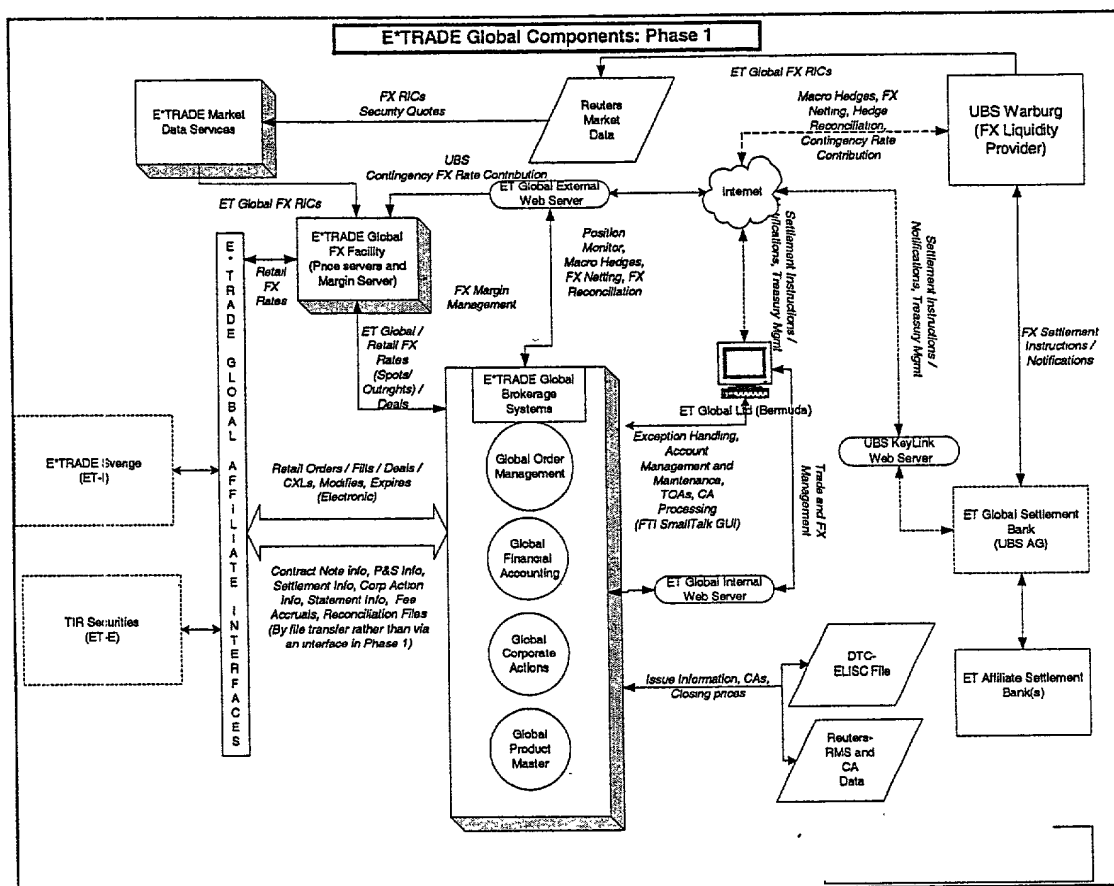 E*TRADE Global Components: Phase 1
ET Global FX RICs
E*TRADE Market
Data Services
FX RICs
Security Quotes
Reuters
Market
Data
Macro Hedges, FX
Netting, Hedge
Reconciliation,
Contingency Rate
Contribution
UBS Warburg
(FX Liquidity
Provider)
UBS
Contingency FX Rate Contribution
ET Global External
Web Server
Internet
ET Global FX RICs
E*TRADE Global
FX Facility
(Price servers and
Margin Server)
Retail
FX
Rates
FX Margin
Management
Position
Monitor,
Macro Hedges,
FX Netting, FX
Reconciliation
Settlement Instructions /
Notifications, Treasury Mgmt
Settlement Instructions /
Notifications, Treasury Mgmt
FX Settlement
Instructions /
Notifications
E*TRADE GLOBAL AFFILIATE INTERFACES
ET Global /
Retail FX
Rates
(Spots/
Outrights) /
Deals
E*TRADE Global
Brokerage
Systems
ET Global Ltd (Bermuda)
Exception Handling,
Account
Management and
Maintenance,
TOAs, CA
Processing
(FTI SmallTalk GUI)
Trade and FX
Management
UBS KeyLink
Web Server
E*TRADE Sverige
(ET-I)
Retail Orders / Fills / Deals /
CXLs, Modifies, Expires
(Electronic)
Global Order
Management
ET Global Settlement
Bank
(UBS AG)
Contract Note info, P&S Info,
Settlement Info, Corp Action
Info, Statement Info, Fee
Accruals, Reconciliation Files
(By file transfer rather than via
an interface in Phase 1)
Global
Financial
Accounting
ET Global Internal
Web Server
TIR Securities
(ET-E)
Global
Corporate
Actions
Issue Information, CAs,
Closing prices
DTC-
ELISC File
ET Affiliate Settlement
Bank(s)
Global
Product
Master
Reuters-
RMS and
CA
Data